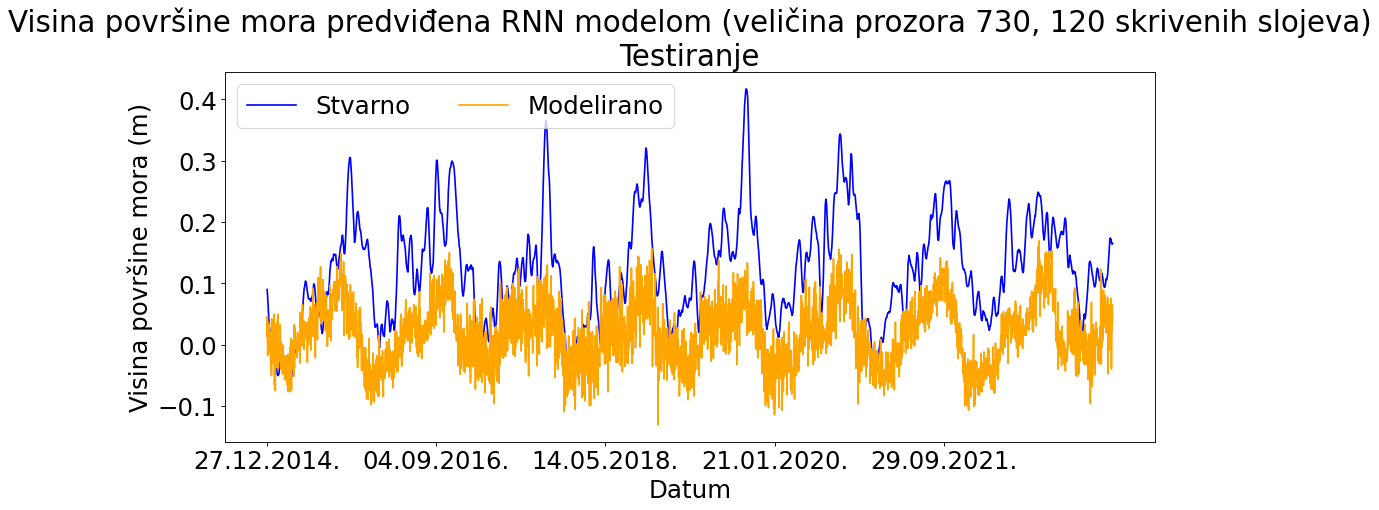 Visina površine mora predviđena RNN modelom (veličina prozora 730, 120 skrivenih slojeva)
Testiranje
Stvarno Modelirano
Visina površine mora (m)
0.4
0.3
0.2
0.1
0.0
−0.1
27.12.2014. 04.09.2016. 14.05.2018. 21.01.2020. 29.09.2021.
Datum